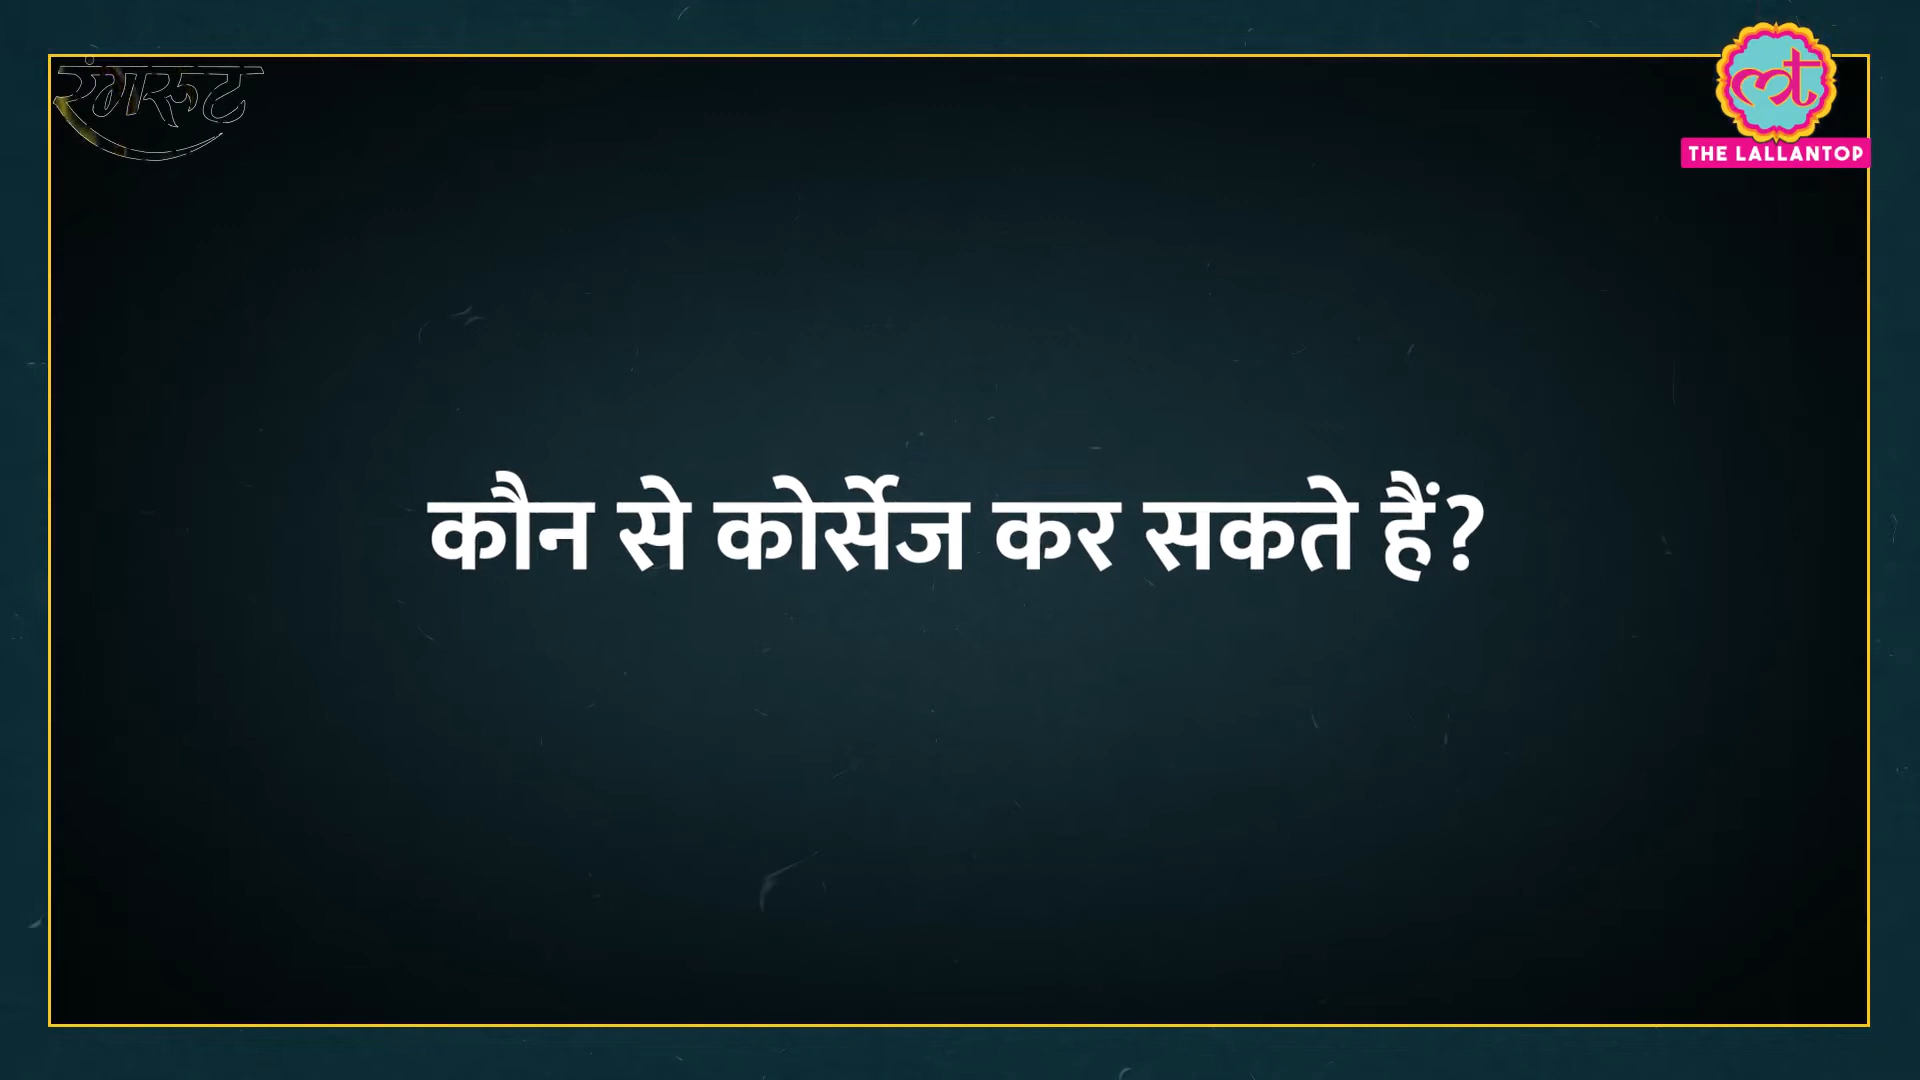 रंगरूट
THE LALLANTOP
कौन से कोर्सेज कर सकते हैं?